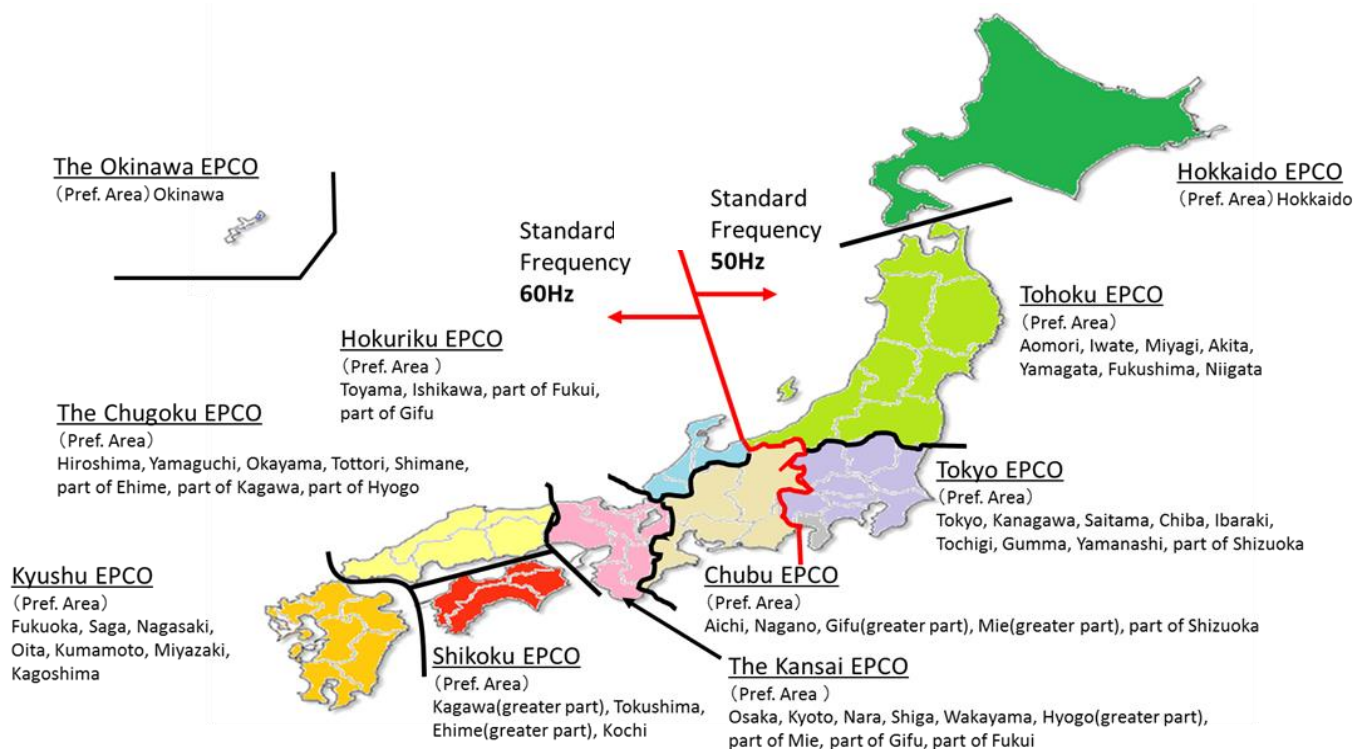 The Okinawa EPCO
（Pref. Area）Okinawa
Standard
Frequency
60Hz
Standard
Frequency
50Hz
Hokkaido EPCO
（Pref. Area）Hokkaido
Tohoku EPCO
（Pref. Area）
Aomori, Iwate, Miyagi, Akita,
Yamagata, Fukushima, Niigata
Hokuriku EPCO
（Pref. Area ）
Toyama, Ishikawa, part of Fukui,
part of Gifu
The Chugoku EPCO
（Pref. Area）
Hiroshima, Yamaguchi, Okayama, Tottori, Shimane,
part of Ehime, part of Kagawa, part of Hyogo
Tokyo EPCO
（Pref. Area）
Tokyo, Kanagawa, Saitama, Chiba, Ibaraki,
Tochigi, Gumma, Yamanashi, part of Shizuoka
Kyushu EPCO
（Pref. Area）
Fukuoka, Saga, Nagasaki,
Oita, Kumamoto, Miyazaki,
Kagoshima
Chubu EPCO
（Pref. Area）
Aichi, Nagano, Gifu(greater part), Mie(greater part), part of Shizuoka
Shikoku EPCO
（Pref. Area）
Kagawa(greater part), Tokushima,
Ehime(greater part), Kochi
The Kansai EPCO
（Pref. Area ）
Osaka, Kyoto, Nara, Shiga, Wakayama, Hyogo(greater part),
part of Mie, part of Gifu, part of Fukui